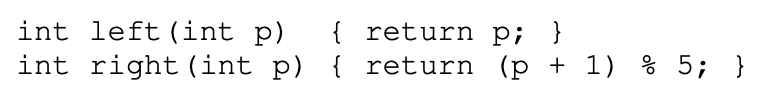 int left(int p)  { return p; }
int right(int p) { return (p + 1) % 5; }